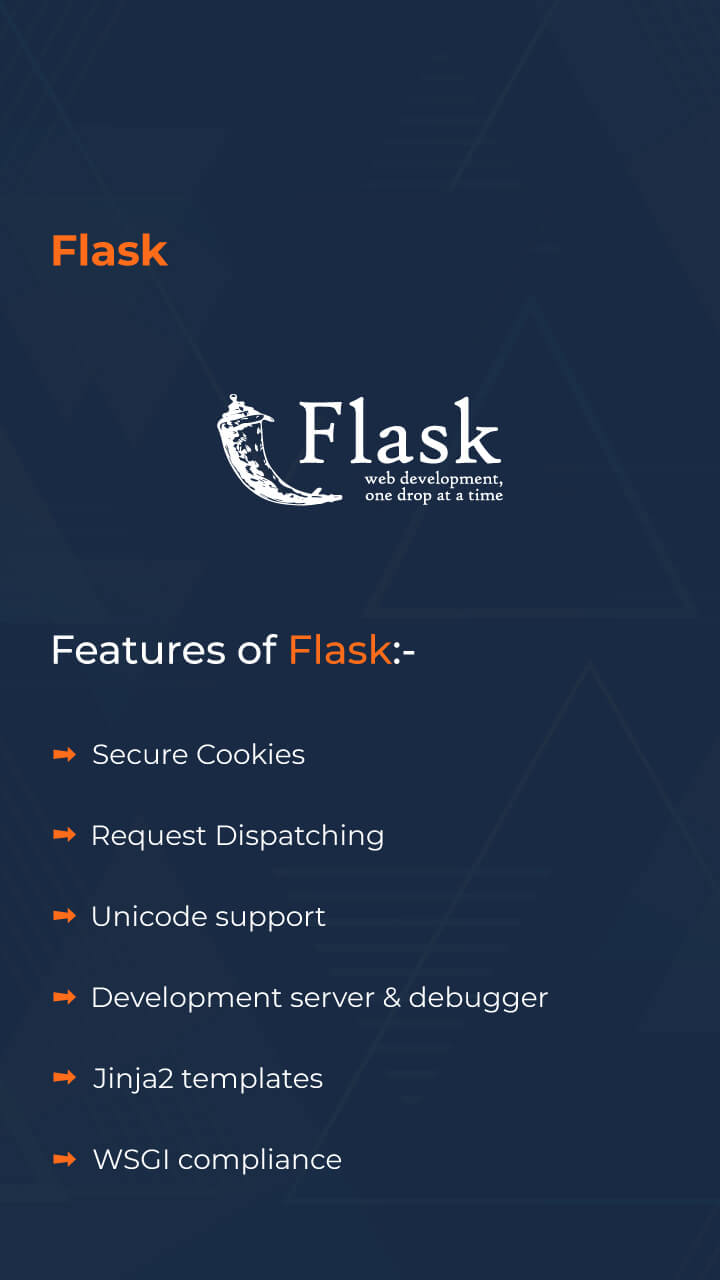 Flask
Flask
web development,
one drop at a time
Features of Flask:-
Secure Cookies
Request Dispatching
Unicode support
Development server & debugger
Jinja2 templates
WSGI compliance